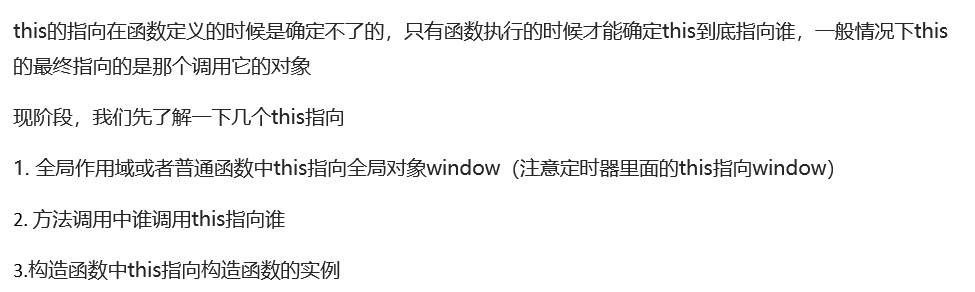 this的指向在函数定义的时候是确定不了的，只有函数执行的时候才能确定this到底指向谁，一般情况下this
的最终指向的是那个调用它的对象
现阶段，我们先了解一下几个this指向
1. 全局作用域或者普通函数中this指向全局对象window（注意定时器里面的this指向window）
2. 方法调用中谁调用this指向谁
3.构造函数中this指向构造函数的实例